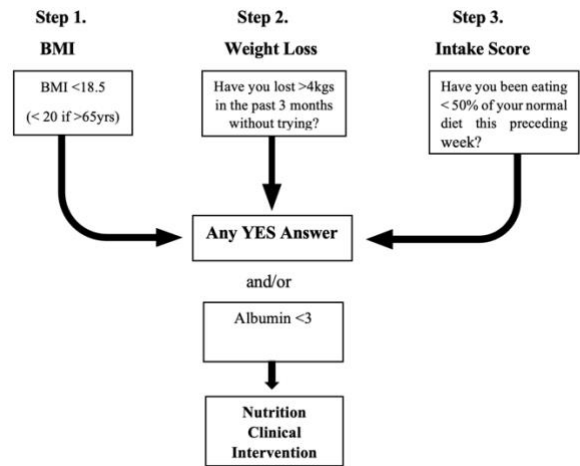 Step 1.
BMI
BMI <18.5
(< 20 if >65yrs)
Step 2.
Weight Loss
Have you lost >4kgs
in the past 3 months
without trying?
Step 3.
Intake Score
Have you been eating
<50% of your normal
diet this preceding
week?
Any YES Answer
and/or
Albumin <3
Nutrition
Clinical
Intervention